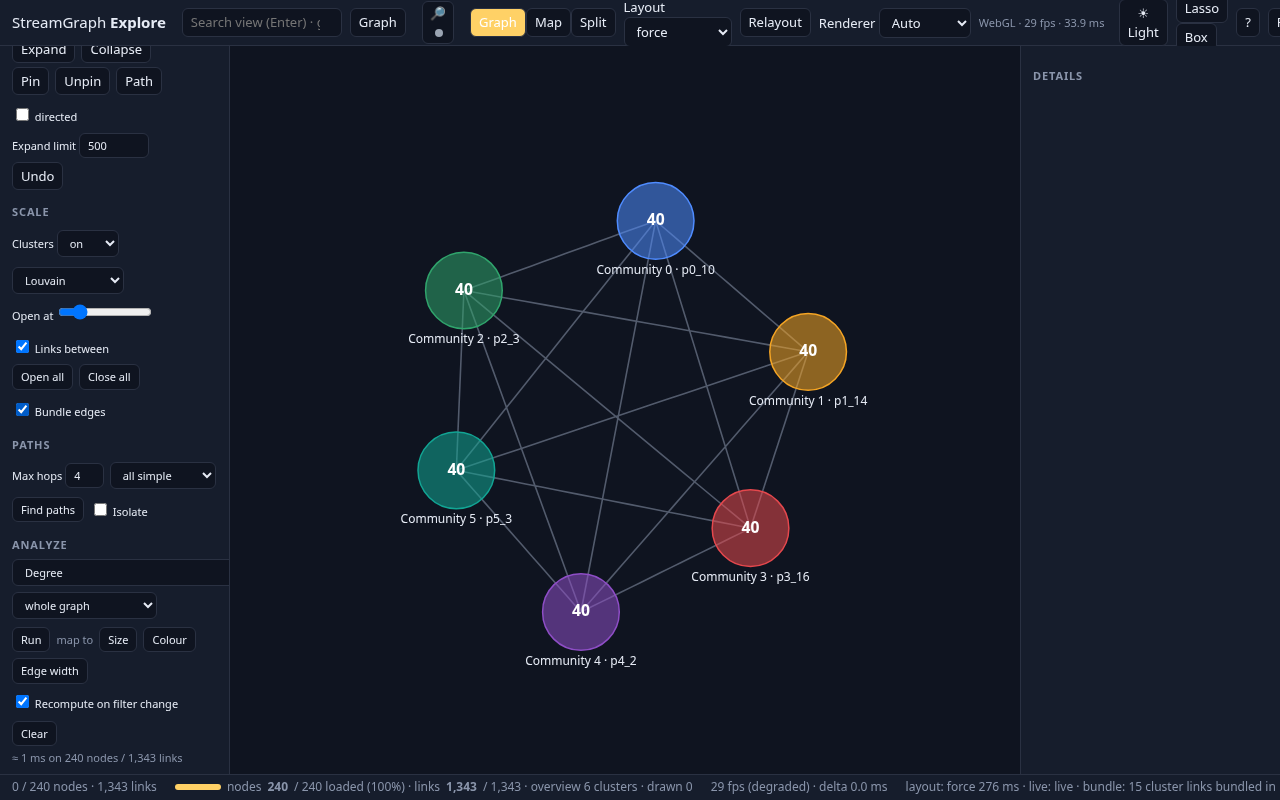 StreamGraph Explore
Search view (Enter) ·
Graph
Graph
Map
Split
Layout
force
Relayout
Renderer
Auto
WebGL · 29 fps · 33.9 ms
Light
Lasso
Box
?
Expand
Collapse
Pin
Unpin
Path
directed
Expand limit
500
Undo
SCALE
Clusters
on
Louvain
Open at
Links between
Open all
Close all
Bundle edges
PATHS
Max hops
4
all simple
Find paths
Isolate
ANALYZE
Degree
whole graph
Run
map to
Size
Colour
Edge width
Recompute on filter change
Clear
≈ 1 ms on 240 nodes / 1,343 links
40
Community 0 · p0_10
40
Community 2 · p2_3
40
Community 1 · p1_14
40
Community 5 · p5_3
40
Community 3 · p3_16
40
Community 4 · p4_2
DETAILS
0 / 240 nodes · 1,343 links
nodes 240 / 240 loaded (100%) · links 1,343 / 1,343 · overview 6 clusters · drawn 0
29 fps (degraded) · delta 0.0 ms
layout: force 276 ms · live: live · bundle: 15 cluster links bundled in